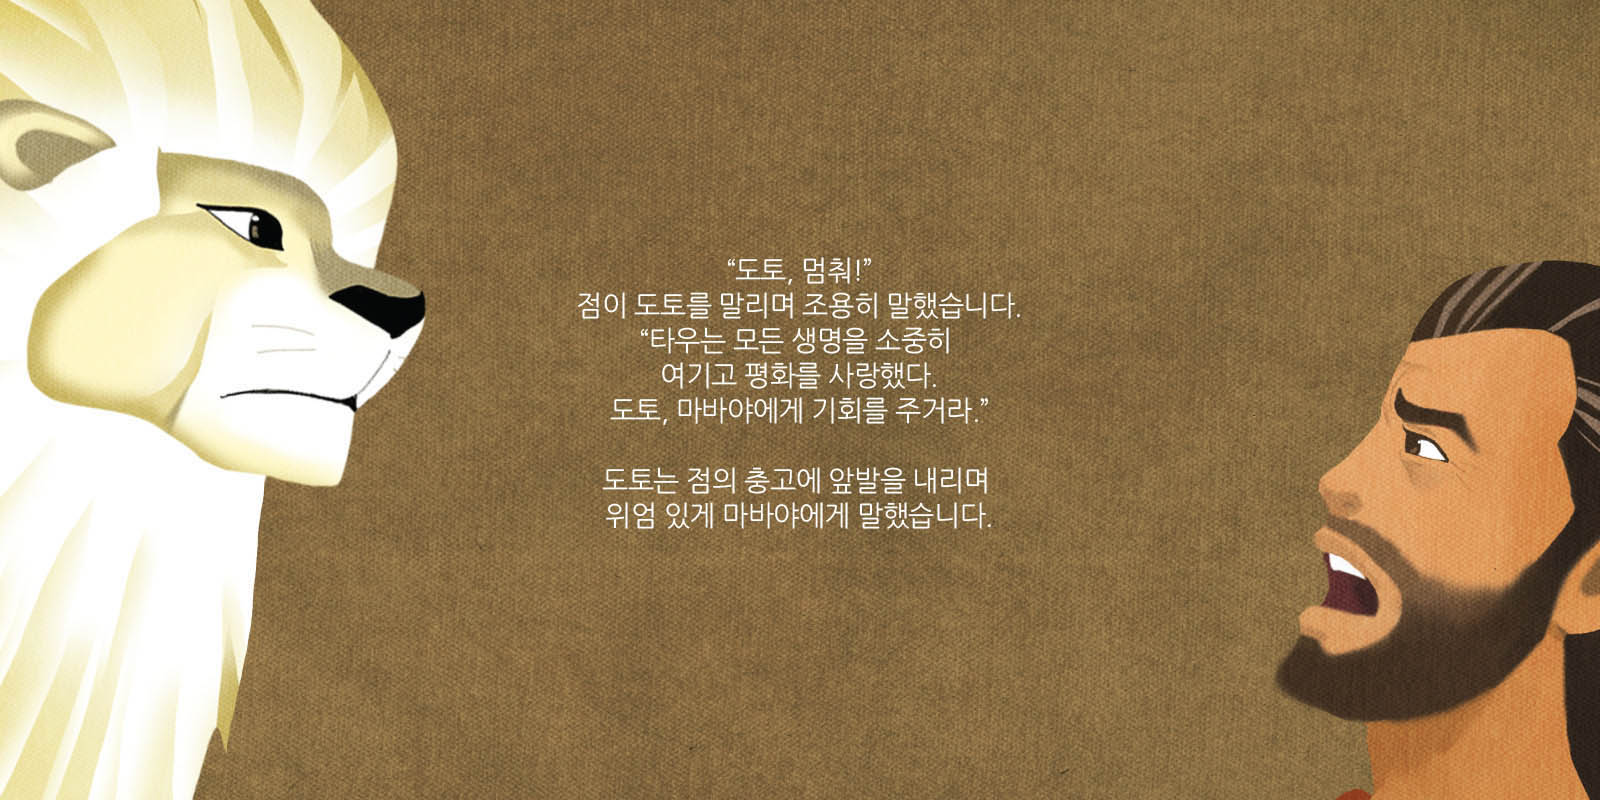 “도토, 멈춰!”
점이 도토를 말리며 조용히 말했습니다.
“타우는 모든 생명을 소중히
여기고 평화를 사랑했다.
도토, 마바야에게 기회를 주거라.”
도토는 점의 충고에 앞발을 내리며
위엄 있게 마바야에게 말했습니다.